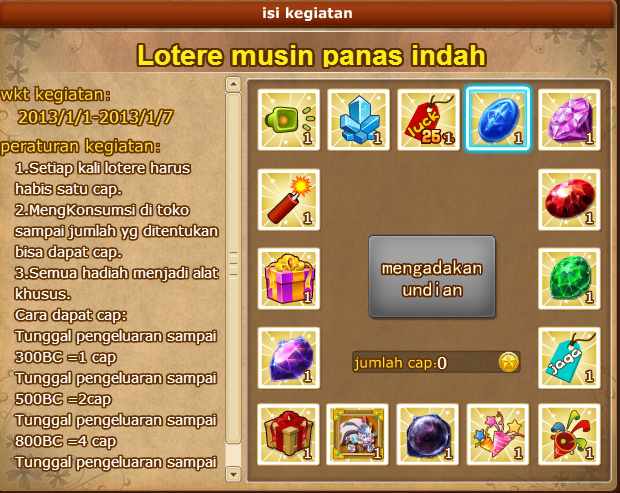 isi kegiatan
Lotere musin panas indah
wkt kegiatan:
2013/1/1-2013/1/7
peraturan kegiatan:
1.Setiap kali lotere harus
habis satu cap.
2.MengKonsumsi di toko
sampai jumlah yg ditentukan
bisa dapat cap.
3.Semua hadiah menjadi alat
khusus.
Cara dapat cap:
Tunggal pengeluaran sampai
300BC =1 cap
Tunggal pengeluaran sampai
500BC =2cap
Tunggal pengeluaran sampai
800BC =4 cap
Tunggal pengeluaran sampai
1
1
luck
25 1
1
1
1
1
mengadakan
undian
1
1
1
jumlah cap:0
jaga
1
1
1
1
1
1